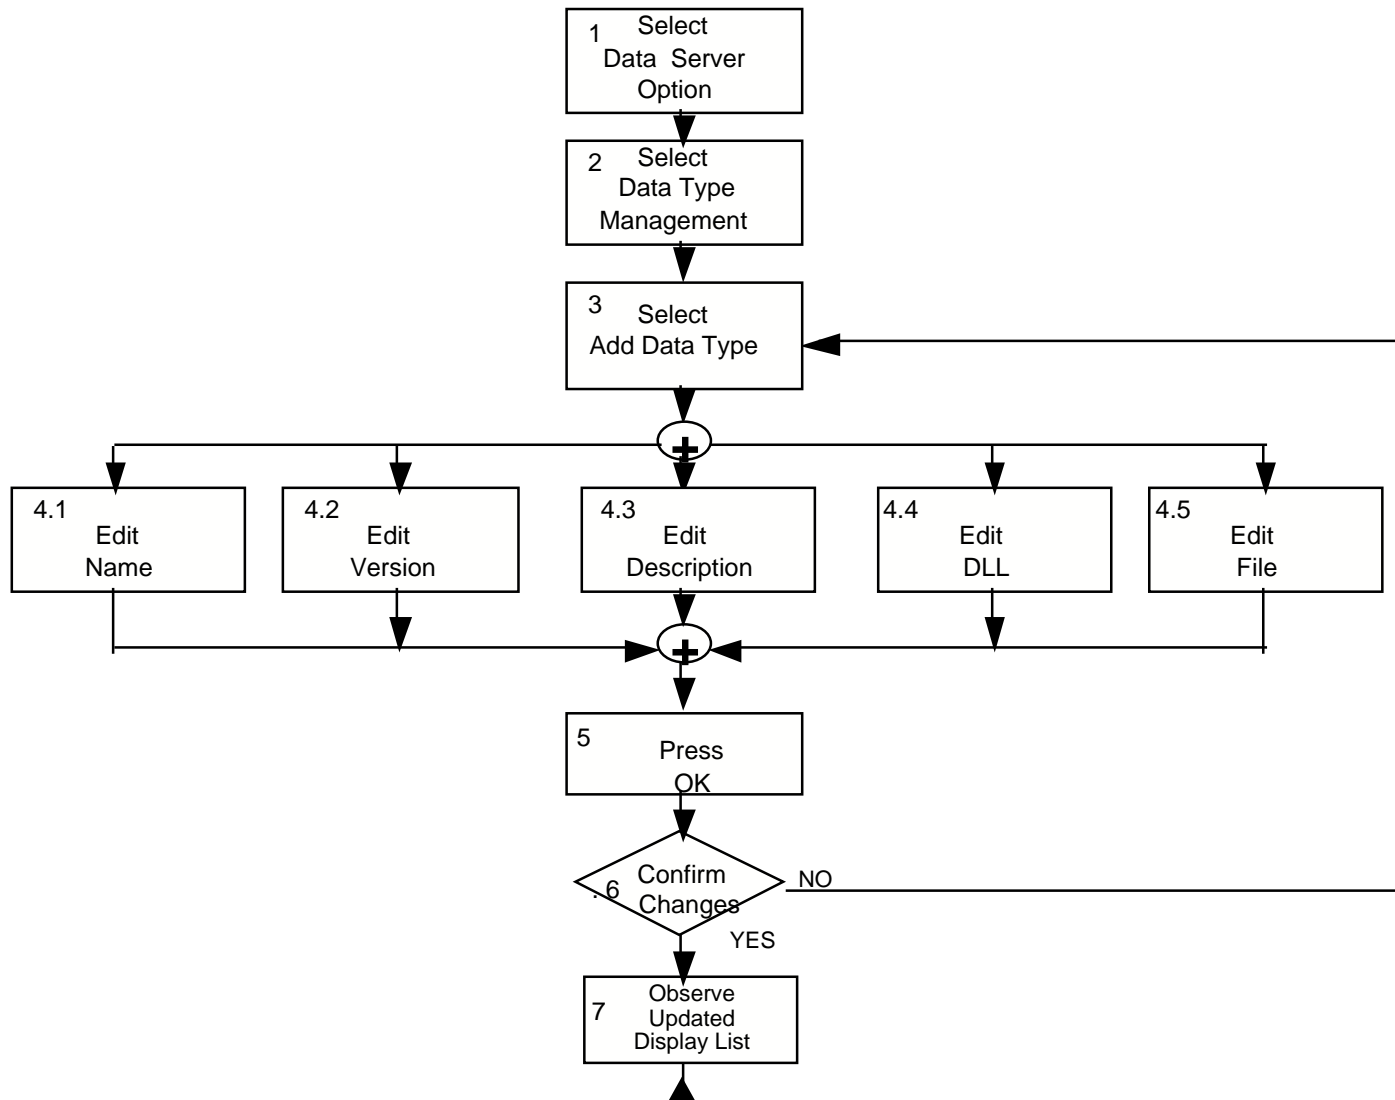 1
Select
Data Server
Option
2
Select
Data Type
Management
3
Select
Add Data Type
+
4.1
Edit
Name
4.2
Edit
Version
4.3
Edit
Description
4.4
Edit
DLL
4.5
Edit
File
+
5
Press
OK
. 6
Confirm
Changes
NO
YES
7
Observe
Updated
Display List